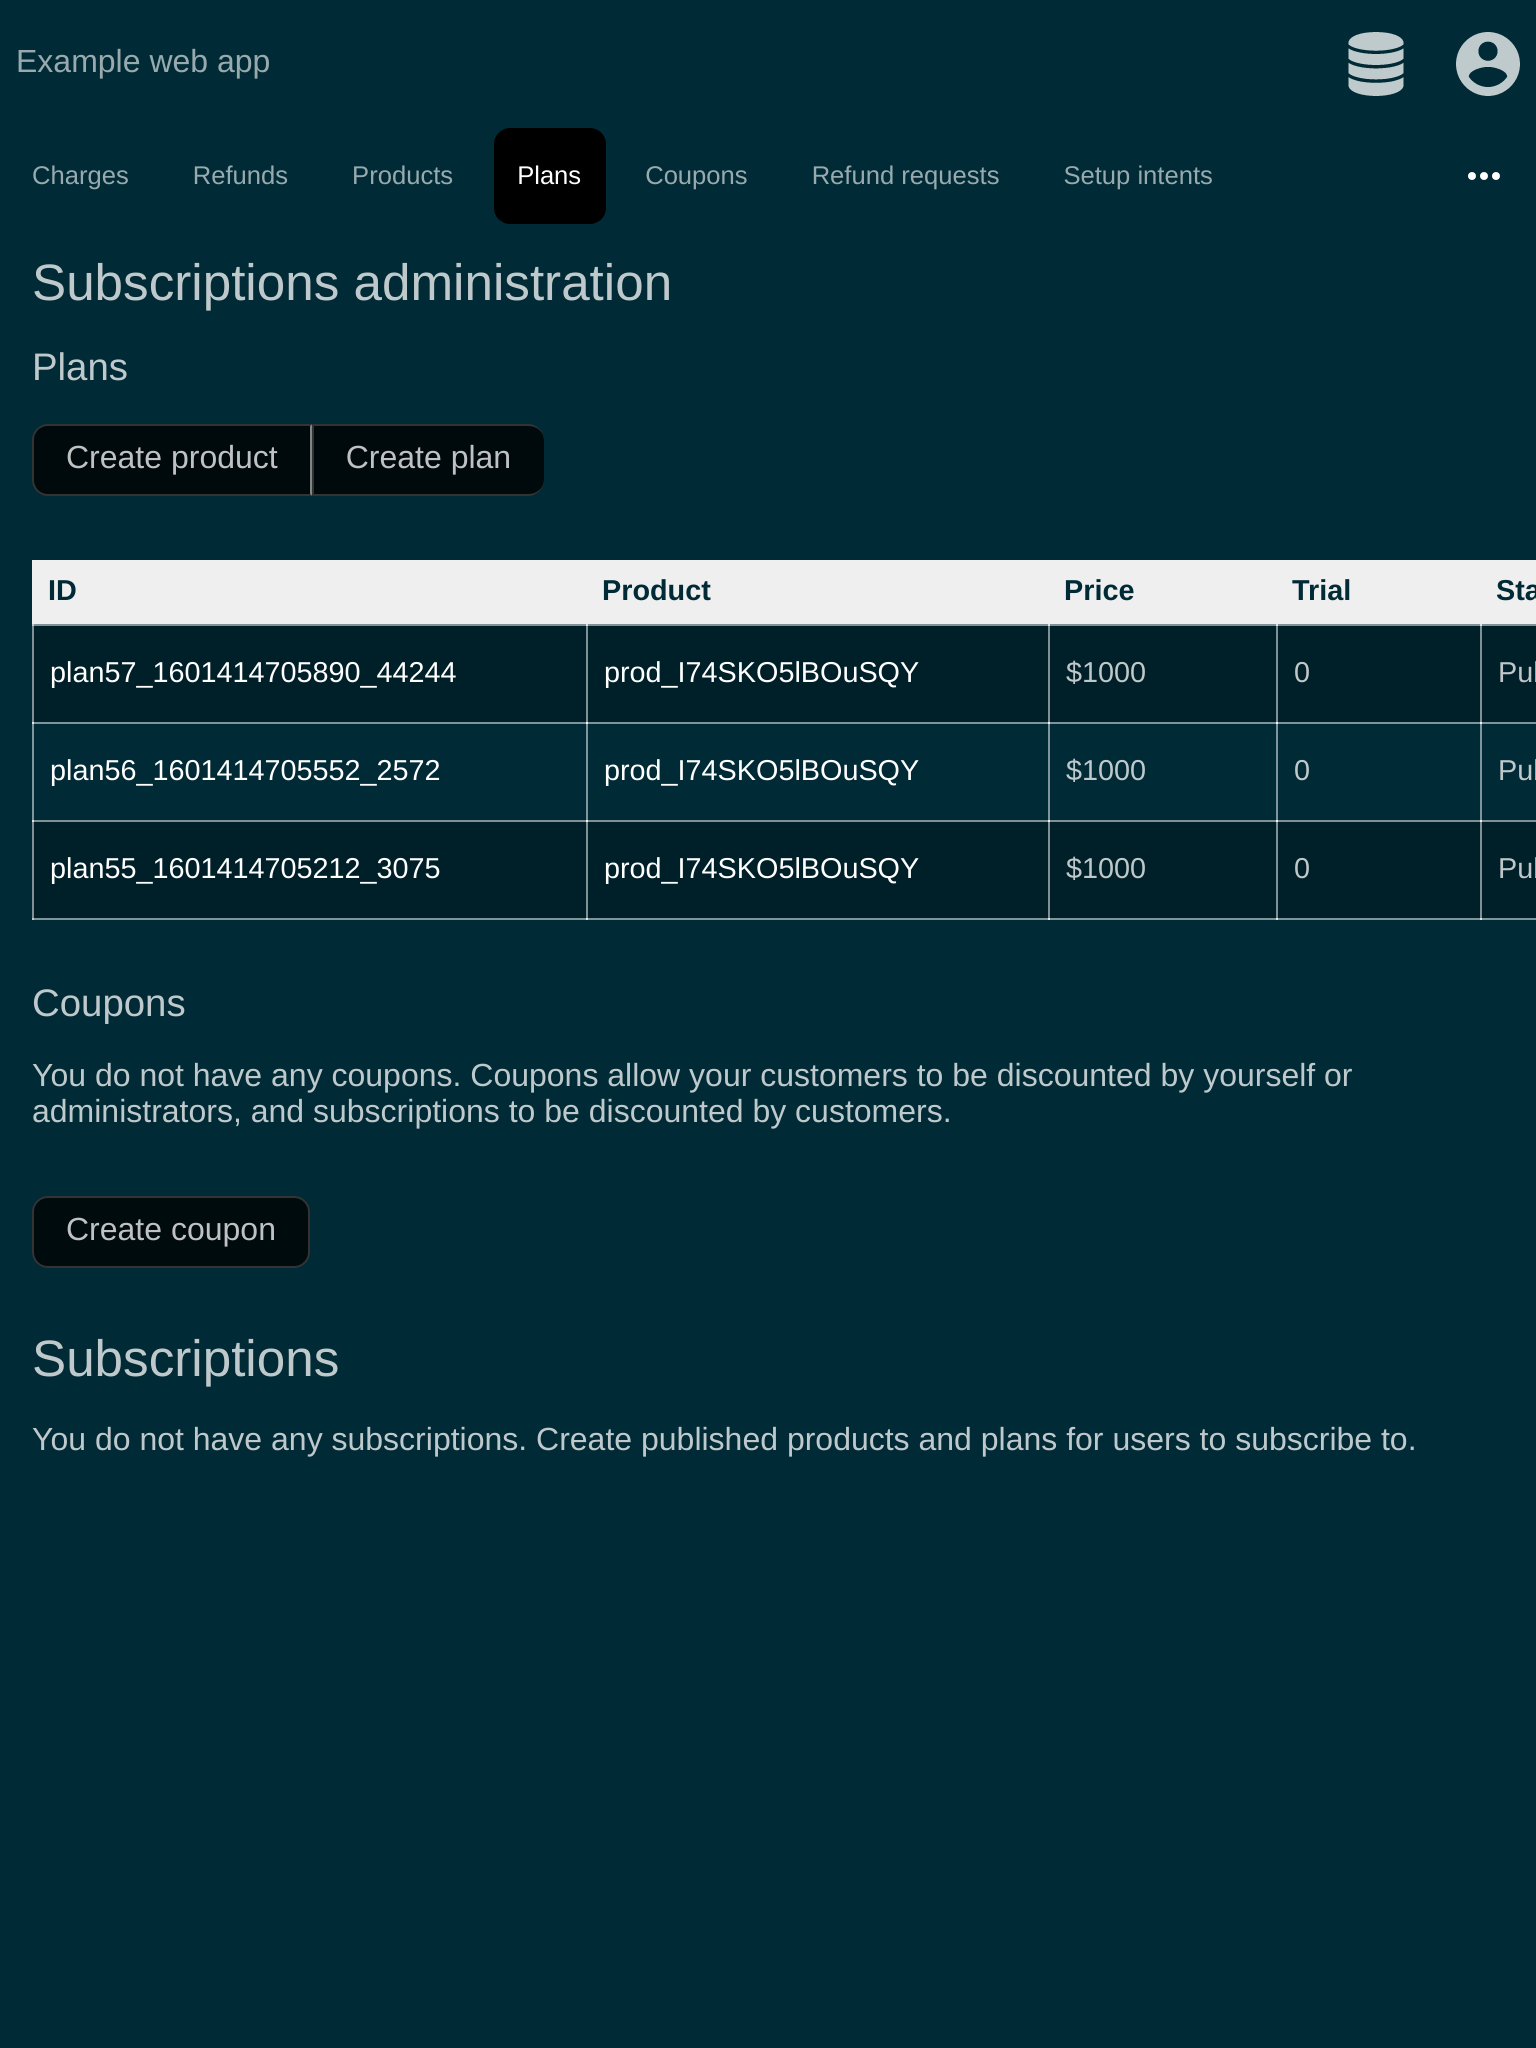 Example web app
Charges Refunds Products Plans Coupons Refund requests Setup intents
Subscriptions administration
Plans
Create product Create plan
ID Product Price Trial
plan57_1601414705890_44244 prod_I74SKO5lBOuSQY $1000 0
plan56_1601414705552_2572 prod_I74SKO5lBOuSQY $1000 0
plan55_1601414705212_3075 prod_I74SKO5lBOuSQY $1000 0
Coupons
You do not have any coupons. Coupons allow your customers to be discounted by yourself or
administrators, and subscriptions to be discounted by customers.
Create coupon
Subscriptions
You do not have any subscriptions. Create published products and plans for users to subscribe to.